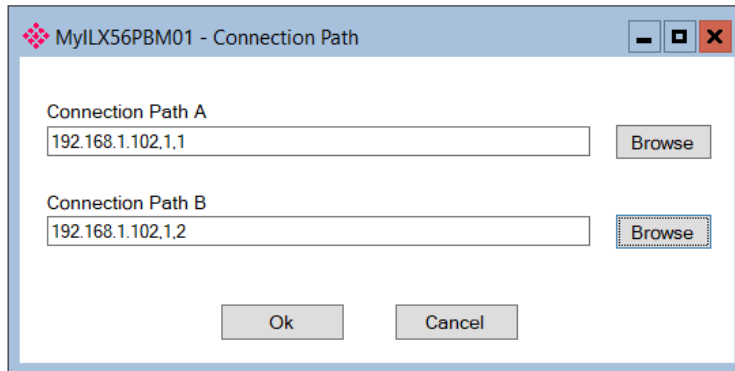 MyILX56PBM01 - Connection Path
Connection Path A
192.168.1.102,1,1
Browse
Connection Path B
192.168.1.102,1,2
Browse
Ok
Cancel